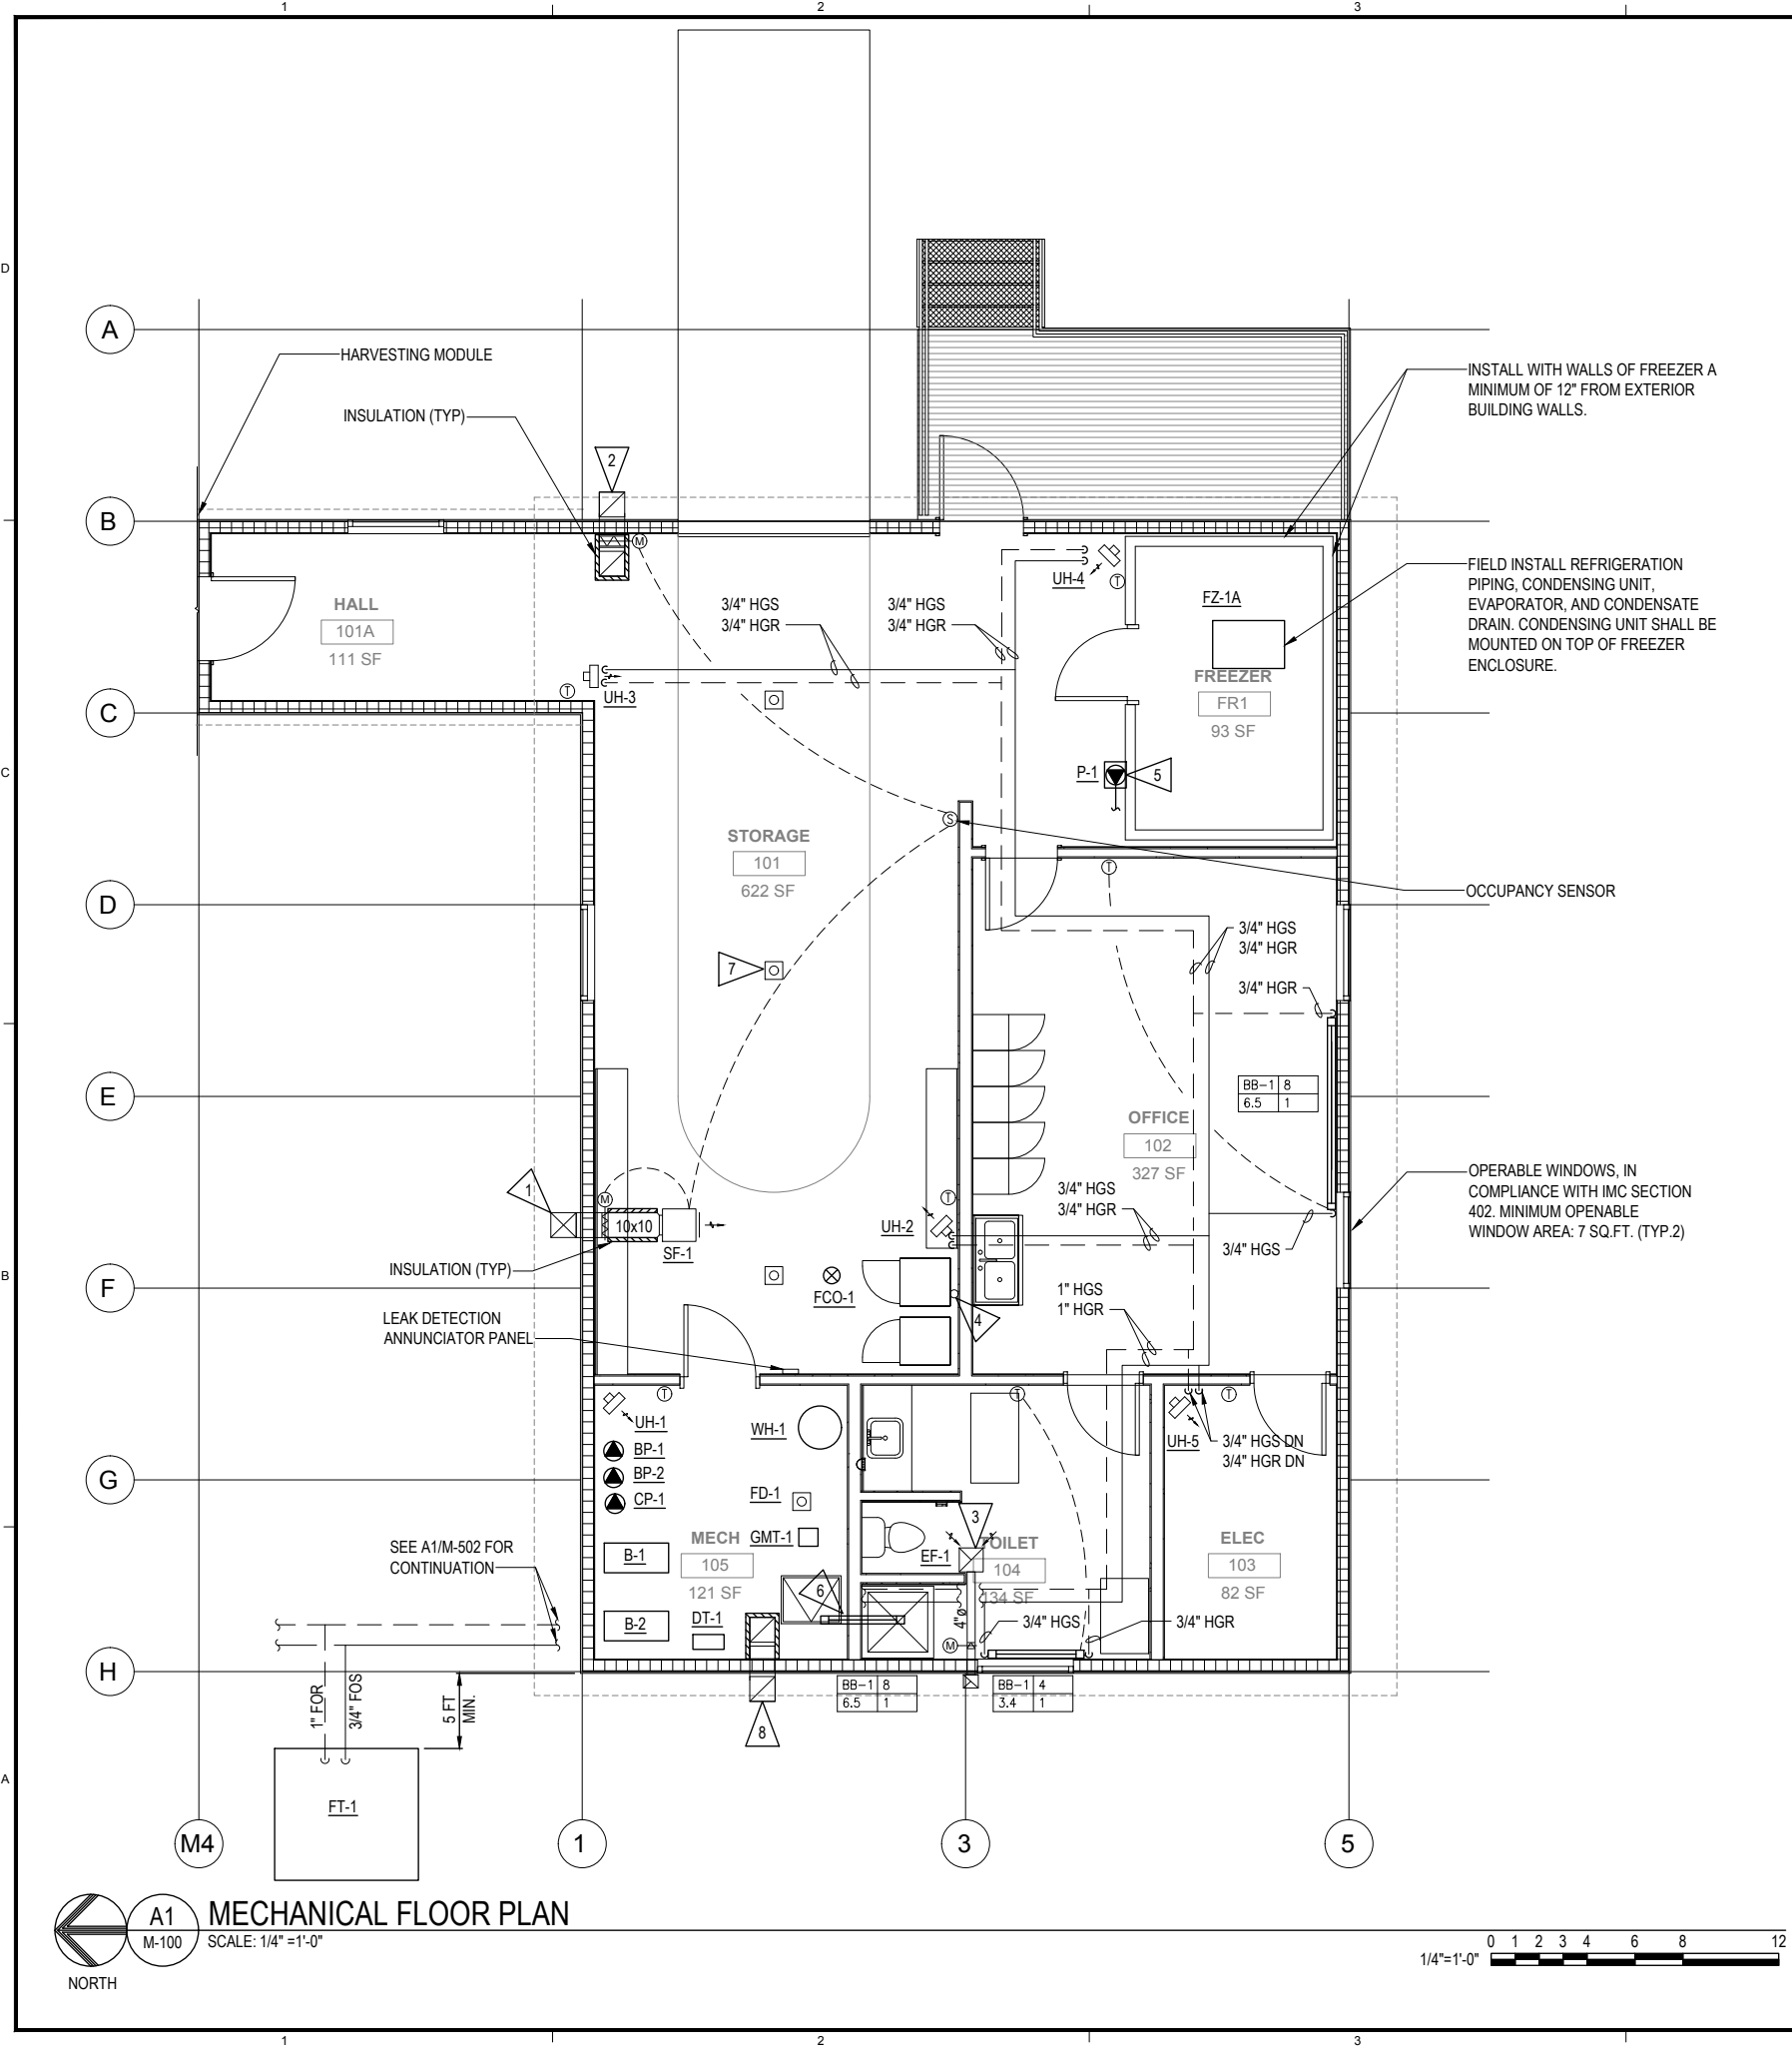 1
2
3
D
A
HARVESTING MODULE
INSTALL WITH WALLS OF FREEZER A
MINIMUM OF 12" FROM EXTERIOR
BUILDING WALLS.
INSULATION (TYP)
2
B
M
FIELD INSTALL REFRIGERATION
PIPING, CONDENSING UNIT,
EVAPORATOR, AND CONDENSATE
DRAIN. CONDENSING UNIT SHALL BE
MOUNTED ON TOP OF FREEZER
ENCLOSURE.
UH-4
T
FZ-1A
HALL
101A
111 SF
3/4" HGS
3/4" HGR
3/4" HGS
3/4" HGR
FREEZER
FR1
93 SF
T
UH-3
C
C
P-1
5
STORAGE
101
622 SF
S
T
OCCUPANCY SENSOR
D
3/4" HGS
3/4" HGR
7
3/4" HGR
E
BB-1 8
6.5 1
OFFICE
102
327 SF
OPERABLE WINDOWS, IN
COMPLIANCE WITH IMC SECTION
402. MINIMUM OPENABLE
WINDOW AREA: 7 SQ.FT. (TYP.2)
1
M
10x10
SF-1
T
UH-2
3/4" HGS
3/4" HGR
3/4" HGS
INSULATION (TYP)
B
F
FCO-1
4
1" HGS
1" HGR
LEAK DETECTION
ANNUNCIATOR PANEL
T
T
T
UH-1
WH-1
UH-5
3/4" HGS DN
3/4" HGR DN
BP-1
BP-2
CP-1
G
FD-1
GMT-1
MECH
105
121 SF
3
EF-1
TOILET
104
134 SF
ELEC
103
82 SF
SEE A1/M-502 FOR
CONTINUATION
B-1
B-2
DT-1
6
4"ø
M
3/4" HGS
3/4" HGR
H
1" FOR
3/4" FOS
5 FT
MIN.
BB-1 8
6.5 1
BB-1 4
3.4 1
8
A
FT-1
M4
1
3
5
A1
M-100
MECHANICAL FLOOR PLAN
SCALE: 1/4" =1'-0"
NORTH
1/4"=1'-0"
0 1 2 3 4 6 8 12
1
2
3